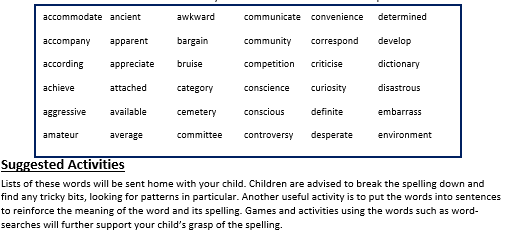 accommodate ancient awkward communicate convenience determined
accompany apparent bargain community correspond develop
according appreciate bruise competition criticise dictionary
achieve attached category conscience curiosity disastrous
aggressive available cemetery conscious definite embarrass
amateur average committee controversy desperate environment
Suggested Activities
Lists of these words will be sent home with your child. Children are advised to break the spelling down and
find any tricky bits, looking for patterns in particular. Another useful activity is to put the words into sentences
to reinforce the meaning of the word and its spelling. Games and activities using the words such as word-
searches will further support your child's grasp of the spelling.